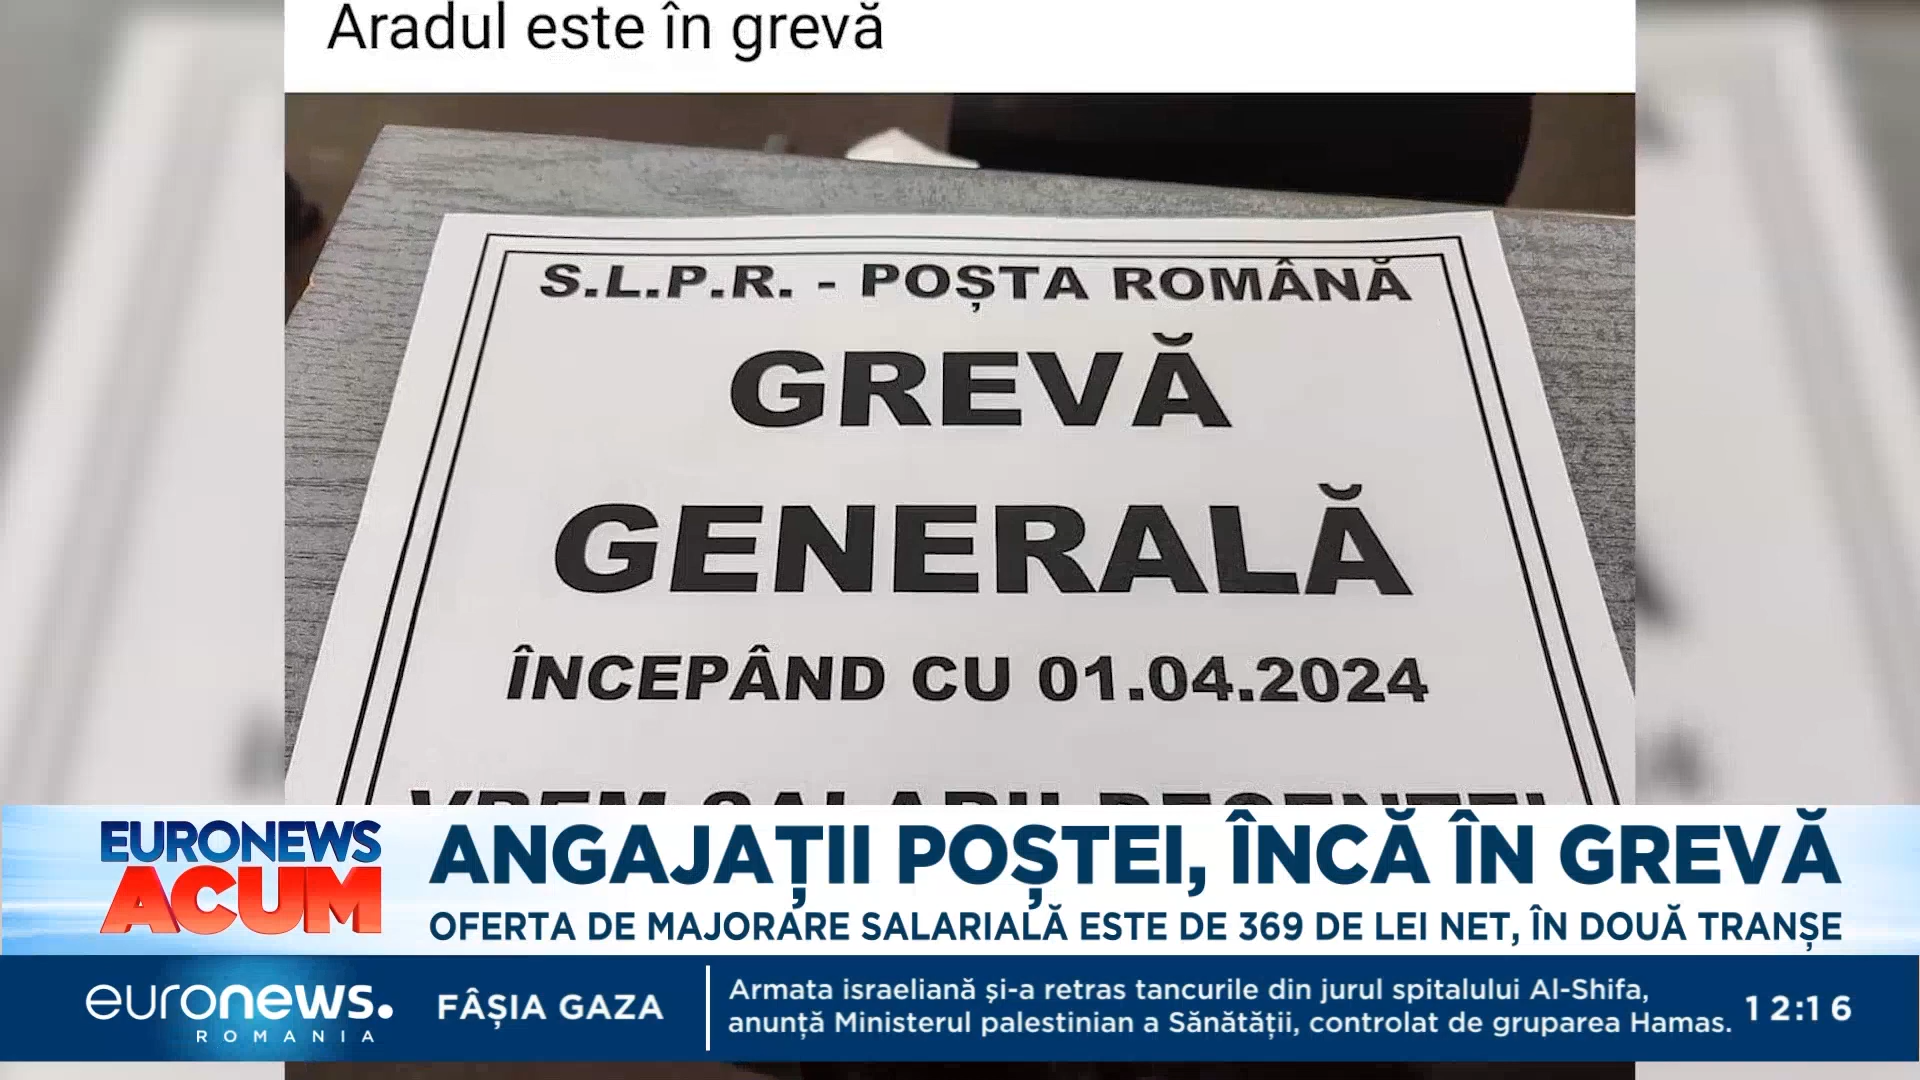 Aradul este în grevă
S.L.P.R. - POȘTA ROMÂNĂ
GREVĂ
GENERALĂ
ÎNCEPÂND CU 01.04.2024
VREM SALARII DECENTE!
EURONEWS
ACUM
ANGAJAȚII POȘTEI, ÎNCĂ ÎN GREVĂ
OFERTA DE MAJORARE SALARIALĂ ESTE DE 369 DE LEI NET, ÎN DOUĂ TRANȘE
euronews.
ROMANIA
FÂȘIA GAZA
Armata israeliană și-a retras tancurile din jurul spitalului Al-Shifa,
anunță Ministerul palestinian a Sănătății, controlat de gruparea Hamas.
12:16